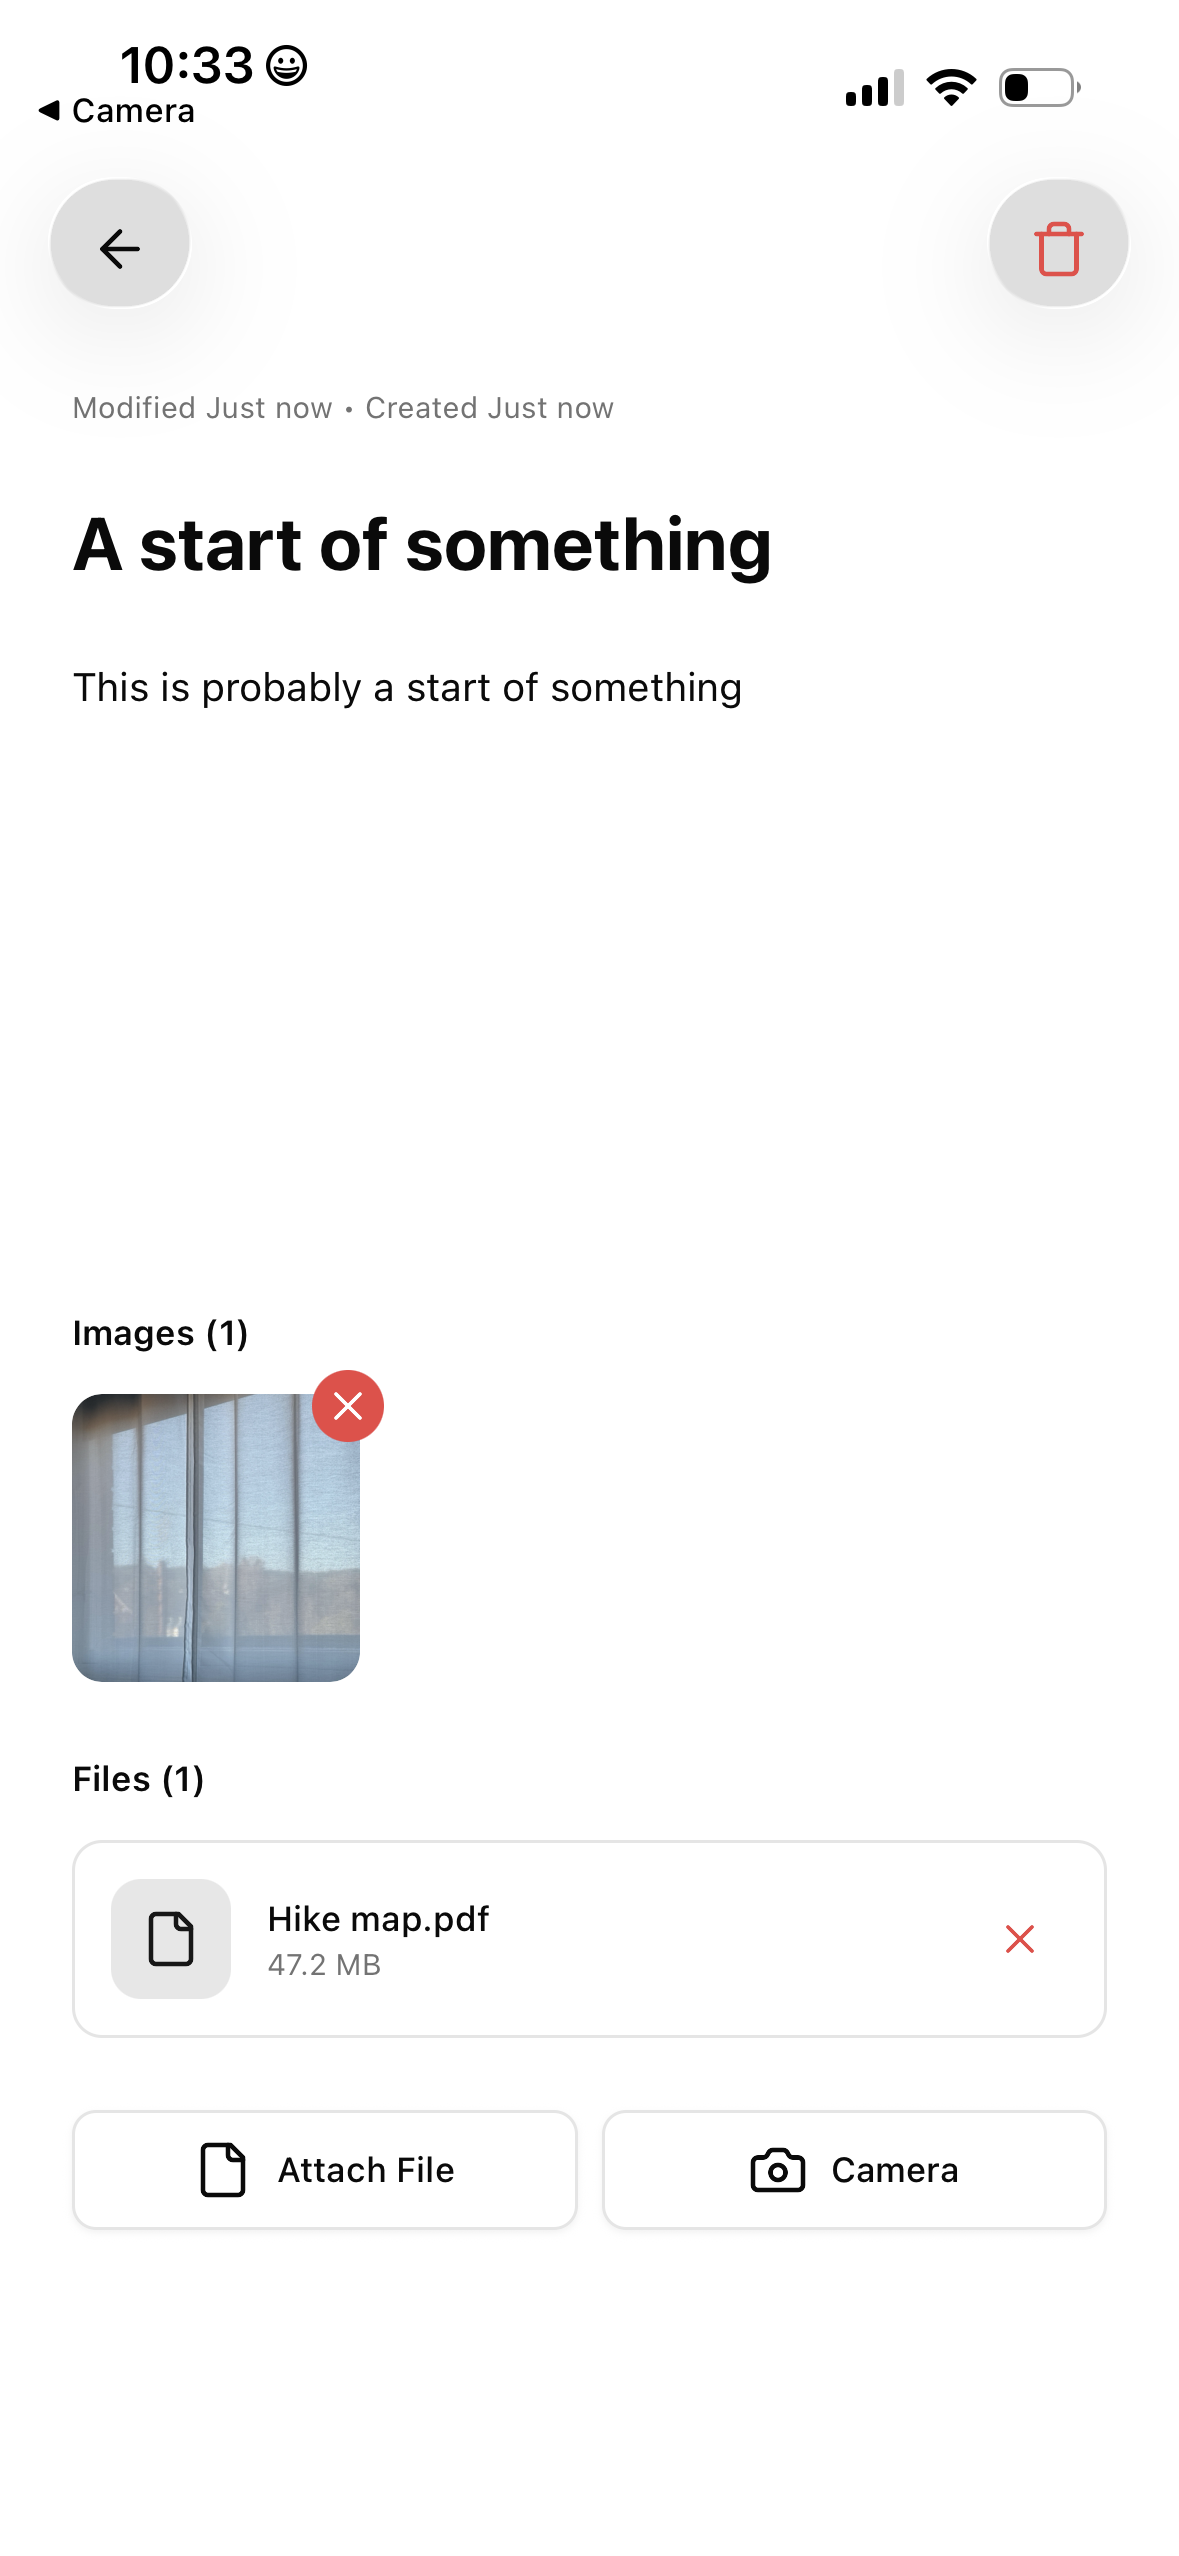 10:33
Camera
Modified Just now • Created Just now
A start of something
This is probably a start of something
Images (1)
Files (1)
Hike map.pdf
47.2 MB
Attach File
Camera